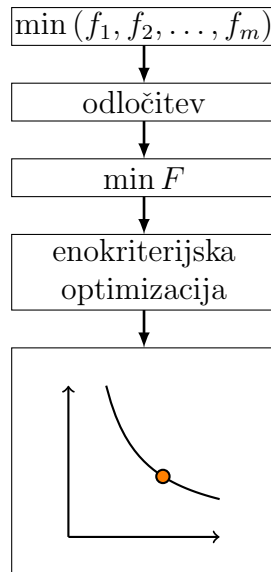 min (f₁, f₂, . . . , fₘ)
odločitev
min F
enokriterijska
optimizacija